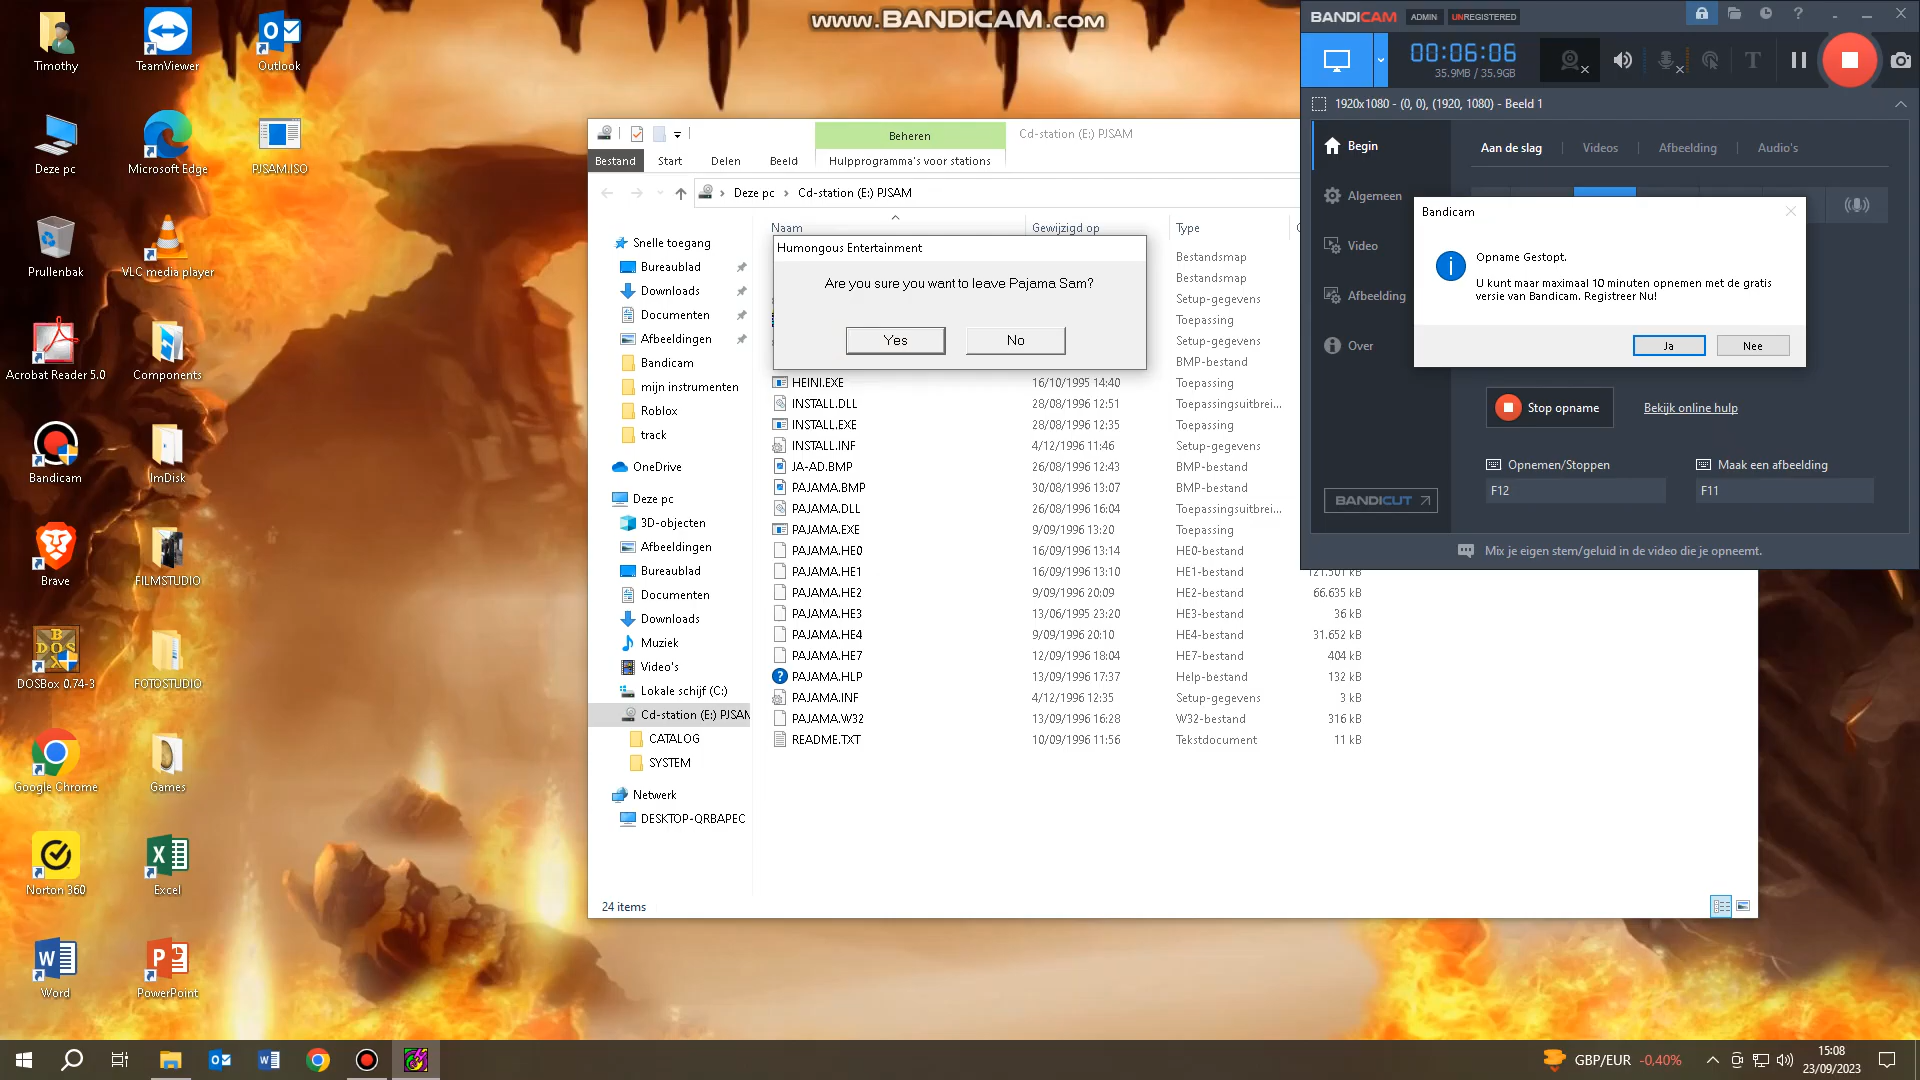 www.BANDICAM.com
Timothy
TeamViewer
Outlook
Deze pc
Microsoft Edge
PJSAM.ISO
Prullenbak
VLC media player
Acrobat Reader 5.0
Components
Bandicam
ImDisk
Brave
FILMSTUDIO
DOSBox 0.74-3
FOTOSTUDIO
Google Chrome
Games
Norton 360
Excel
Word
PowerPoint
Beheren
Cd-station (E:) PJSAM
Bestand
Start
Delen
Beeld
Hulpprogramma's voor stations
Deze pc › Cd-station (E:) PJSAM
Naam
Gewijzigd op
Type
Snelle toegang
Bureaublad
Downloads
Documenten
Afbeeldingen
Bandicam
mijn instrumenten
Roblox
track
OneDrive
Deze pc
3D-objecten
Afbeeldingen
Bureaublad
Documenten
Downloads
Muziek
Video's
Lokale schijf (C:)
Cd-station (E:) PJSAM
CATALOG
SYSTEM
Netwerk
DESKTOP-QRBAPEC
24 items
Humongous Entertainment
Are you sure you want to leave Pajama Sam?
Yes
No
Bestandsmap
Bestandsmap
Setup-gegevens
Toepassing
Setup-gegevens
BMP-bestand
HEINI.EXE 16/10/1995 14:40 Toepassing
INSTALL.DLL 28/08/1996 12:51 Toepassingsuitbrei...
INSTALL.EXE 28/08/1996 12:35 Toepassing
INSTALL.INF 4/12/1996 11:46 Setup-gegevens
JA-AD.BMP 26/08/1996 12:43 BMP-bestand
PAJAMA.BMP 30/08/1996 13:07 BMP-bestand
PAJAMA.DLL 26/08/1996 16:04 Toepassingsuitbrei...
PAJAMA.EXE 9/09/1996 13:20 Toepassing
PAJAMA.HE0 16/09/1996 13:14 HE0-bestand
PAJAMA.HE1 16/09/1996 13:10 HE1-bestand 121.501 kB
PAJAMA.HE2 9/09/1996 20:09 HE2-bestand 66.635 kB
PAJAMA.HE3 13/06/1995 23:20 HE3-bestand 36 kB
PAJAMA.HE4 9/09/1996 20:10 HE4-bestand 31.652 kB
PAJAMA.HE7 12/09/1996 18:04 HE7-bestand 404 kB
PAJAMA.HLP 13/09/1996 17:37 Help-bestand 132 kB
PAJAMA.INF 4/12/1996 12:35 Setup-gegevens 3 kB
PAJAMA.W32 13/09/1996 16:28 W32-bestand 316 kB
README.TXT 10/09/1996 11:56 Tekstdocument 11 kB
BANDICAM ADMIN UNREGISTERED
00:06:06
35.9MB / 35.9GB
1920x1080 - (0, 0), (1920, 1080) - Beeld 1
Begin
Algemeen
Video
Afbeelding
Over
BANDICUT
Aan de slag
Videos
Afbeelding
Audio's
Bandicam
Opname Gestopt.
U kunt maar maximaal 10 minuten opnemen met de gratis
versie van Bandicam. Registreer Nu!
Ja
Nee
Stop opname
Bekijk online hulp
Opnemen/Stoppen
Maak een afbeelding
F12
F11
Mix je eigen stem/geluid in de video die je opneemt.
GBP/EUR -0,40%
15:08
23/09/2023